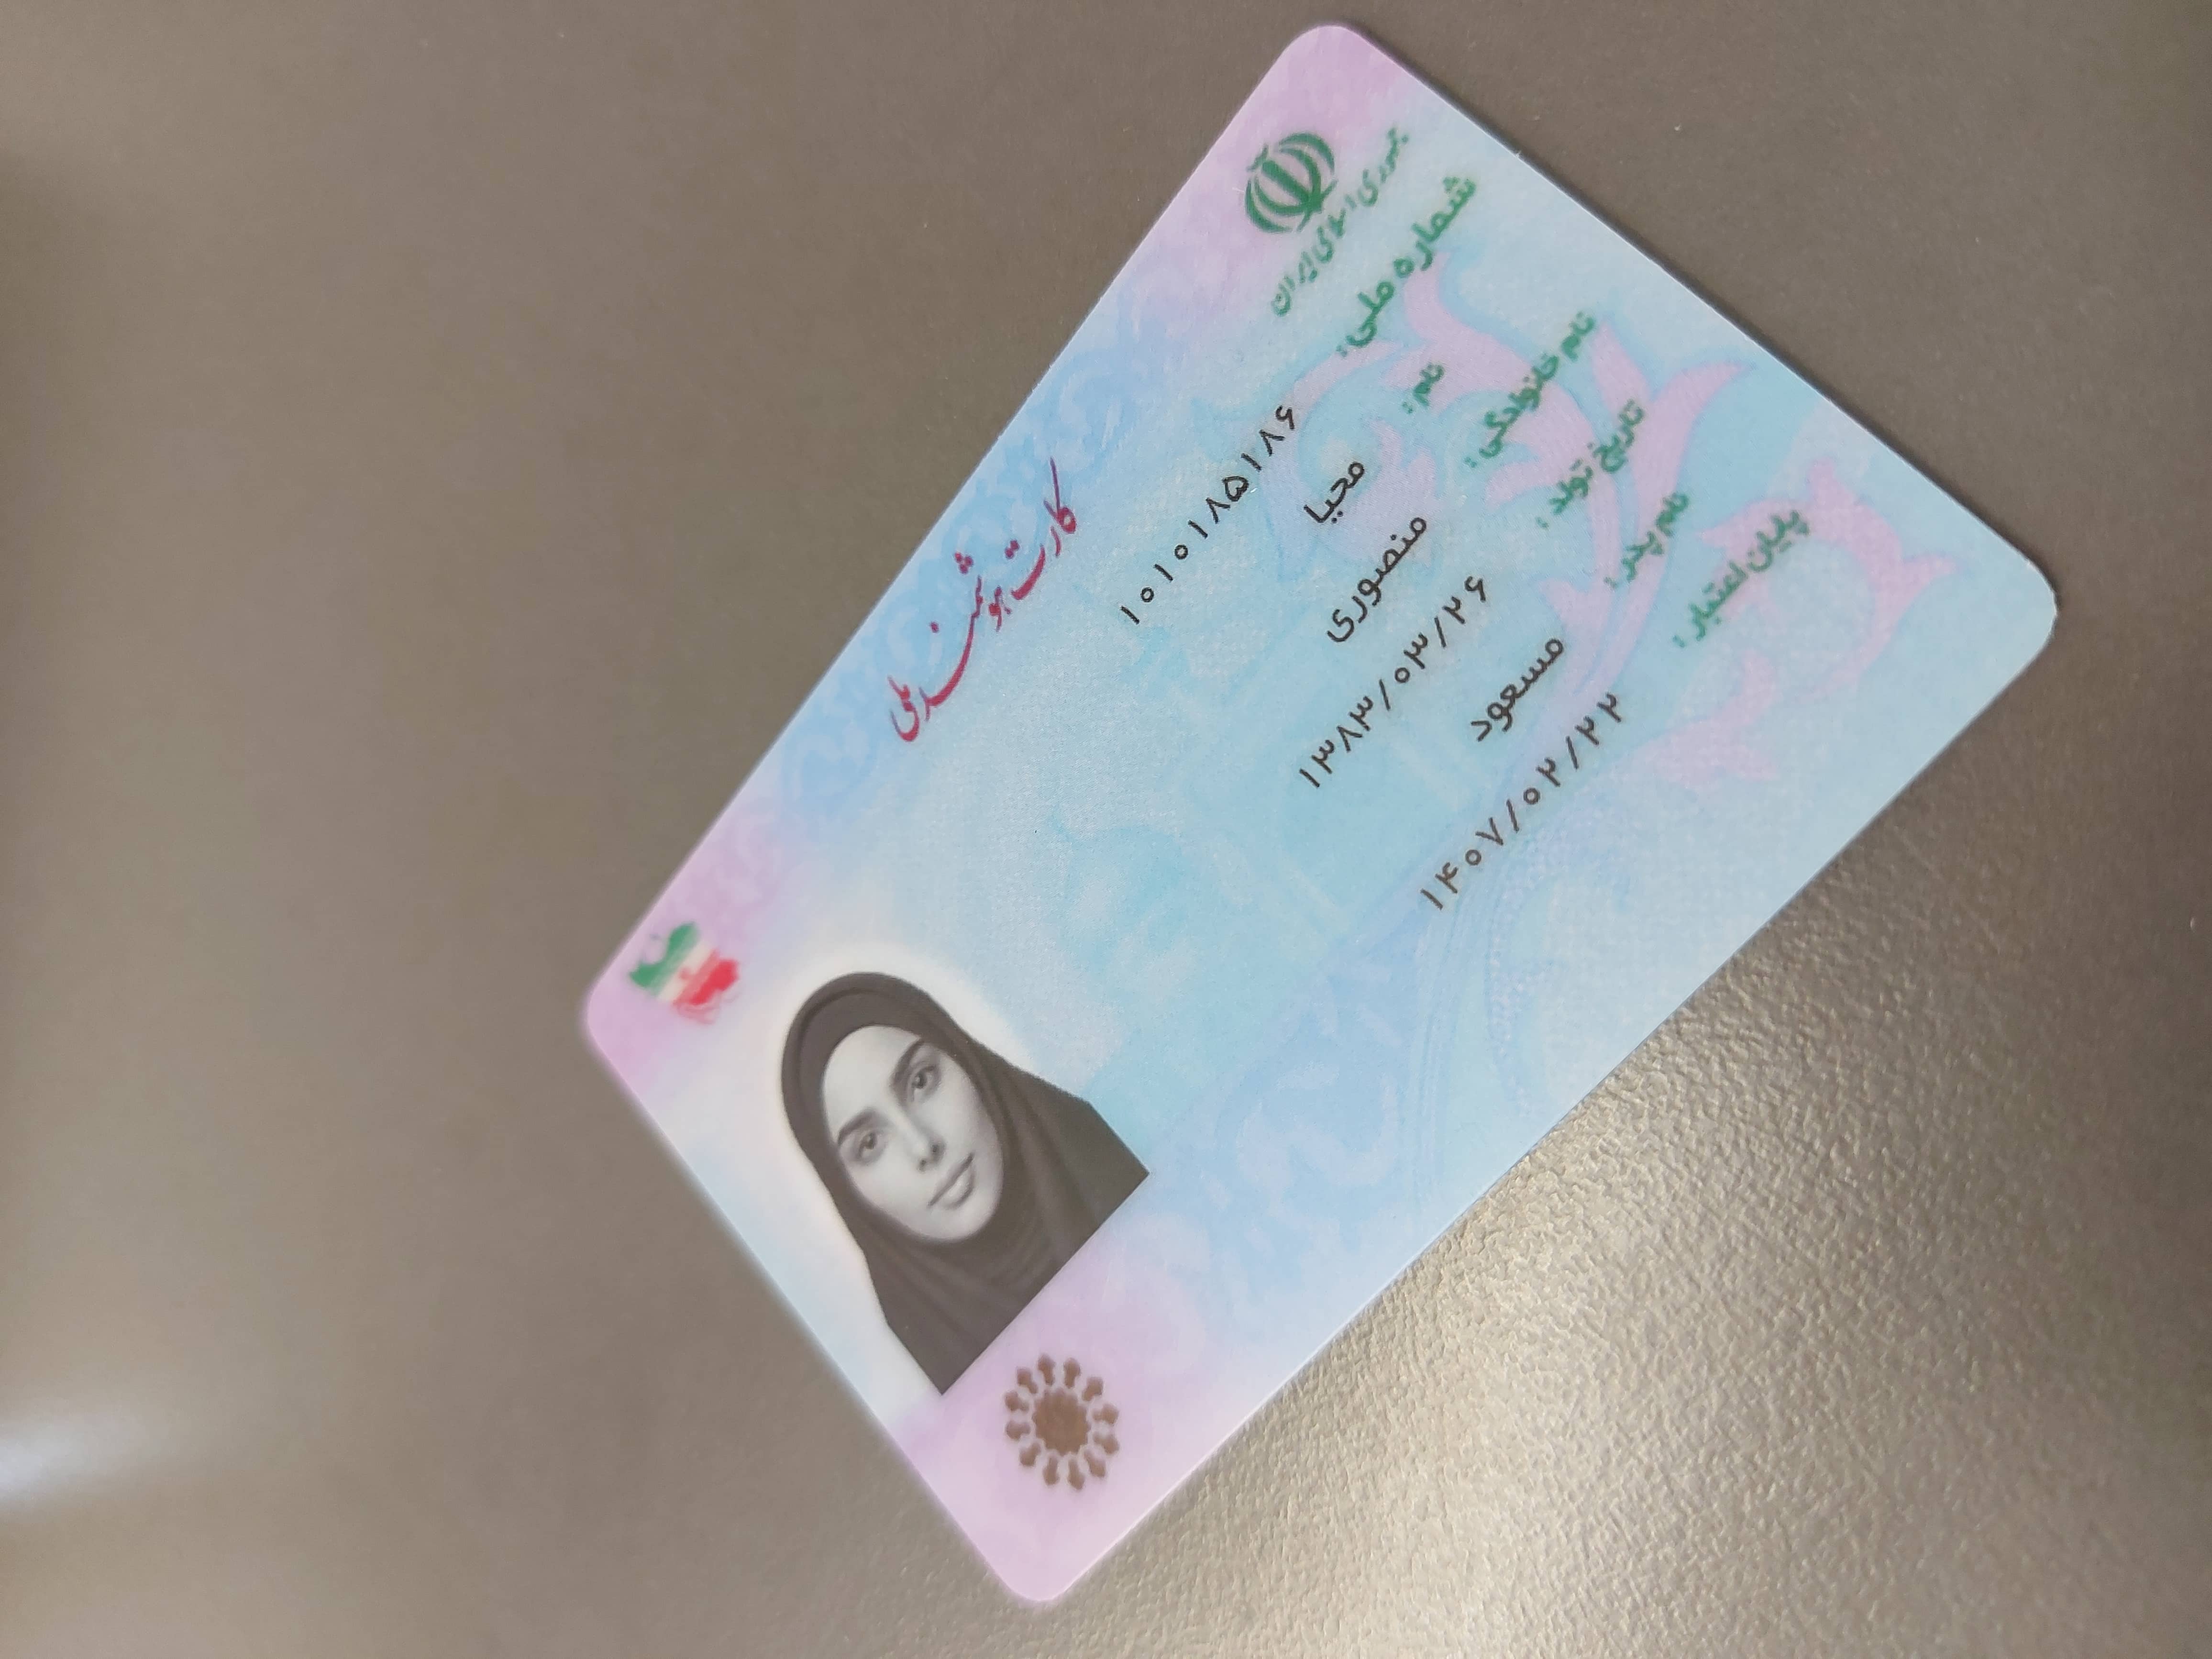 جمهوری اسلامی ایران
کارت هوشمند ملی
شماره ملی: ۱۰۱۰۱۸۵۱۸۶
نام: محیا
نام خانوادگی: منصوری
تاریخ تولد: ۱۳۸۳/۰۳/۲۶
نام پدر: مسعود
پایان اعتبار: ۱۴۰۷/۰۲/۲۲